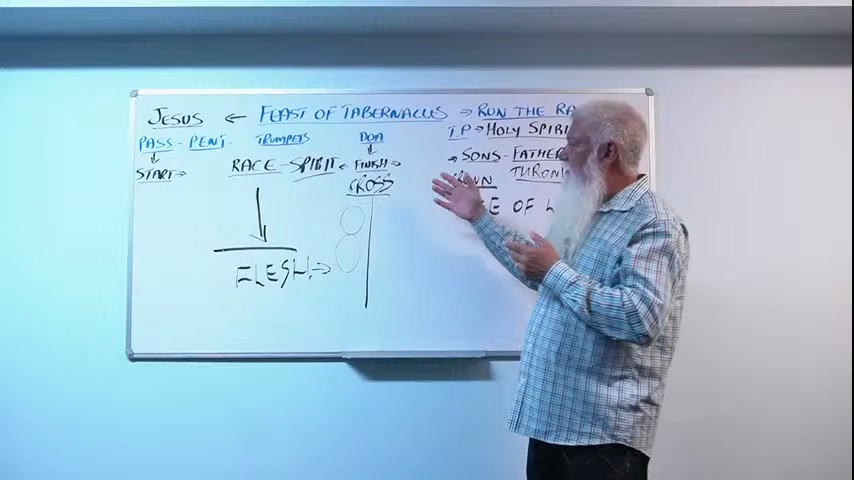 JESUS ← FEAST OF TABERNACLES → RUN THE RA
PASS - PENT - TRUMPETS DOA T.P → HOLY SPIRI
START → RACE - SPIRIT ← FINISH → → SONS - FATHER
CROSS THRON
E OF
FLESH →